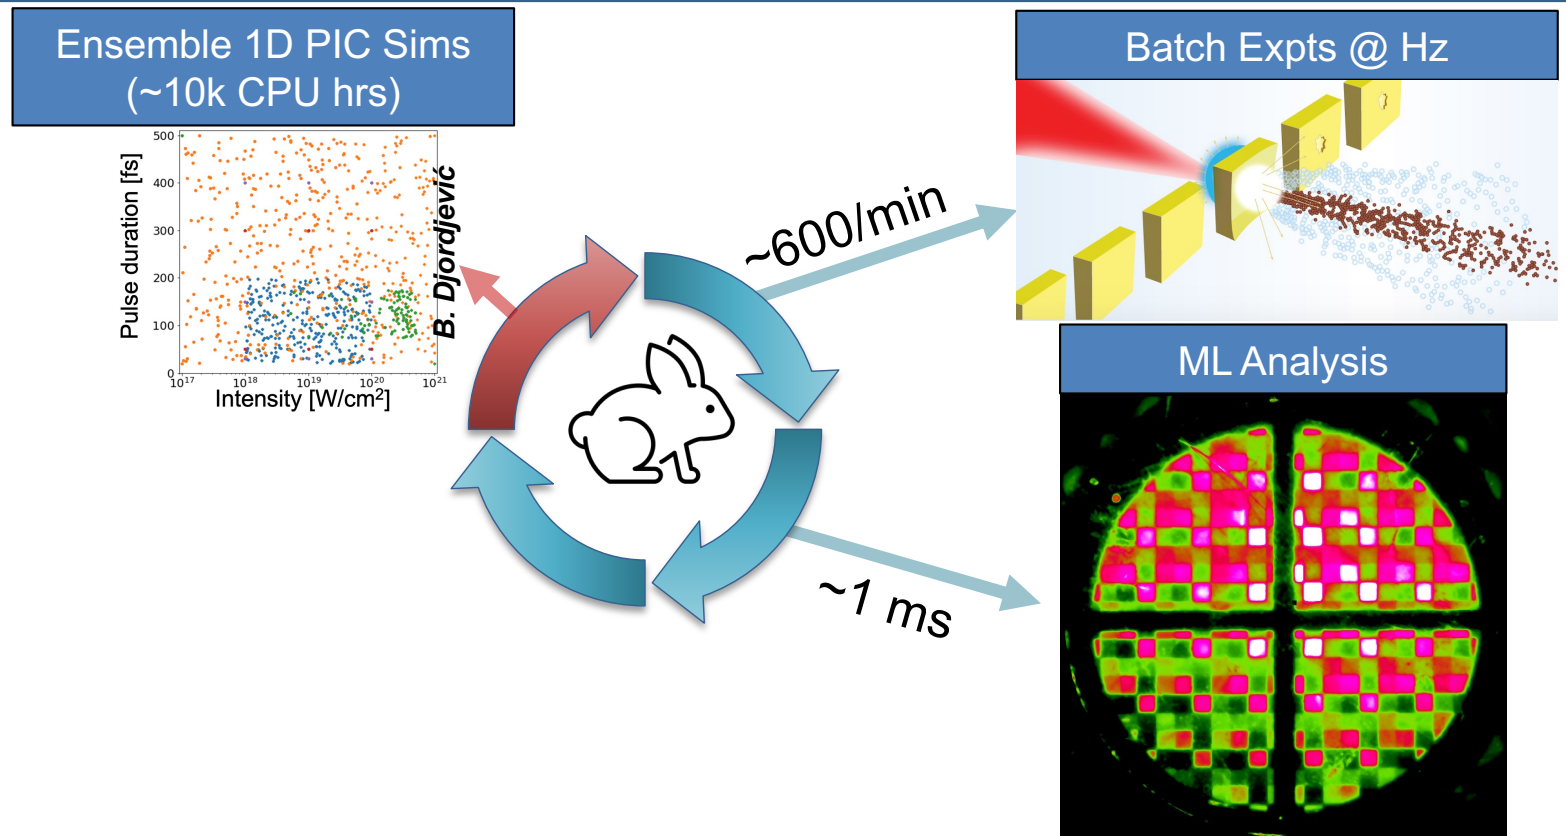 Ensemble 1D PIC Sims
(~10k CPU hrs)
Batch Expts @ Hz
500
400
300
200
100
0
Pulse duration [fs]
10¹⁷
10¹⁸
10¹⁹
10²⁰
10²¹
Intensity [W/cm²]
B. Djordjević
~600/min
ML Analysis
~1 ms